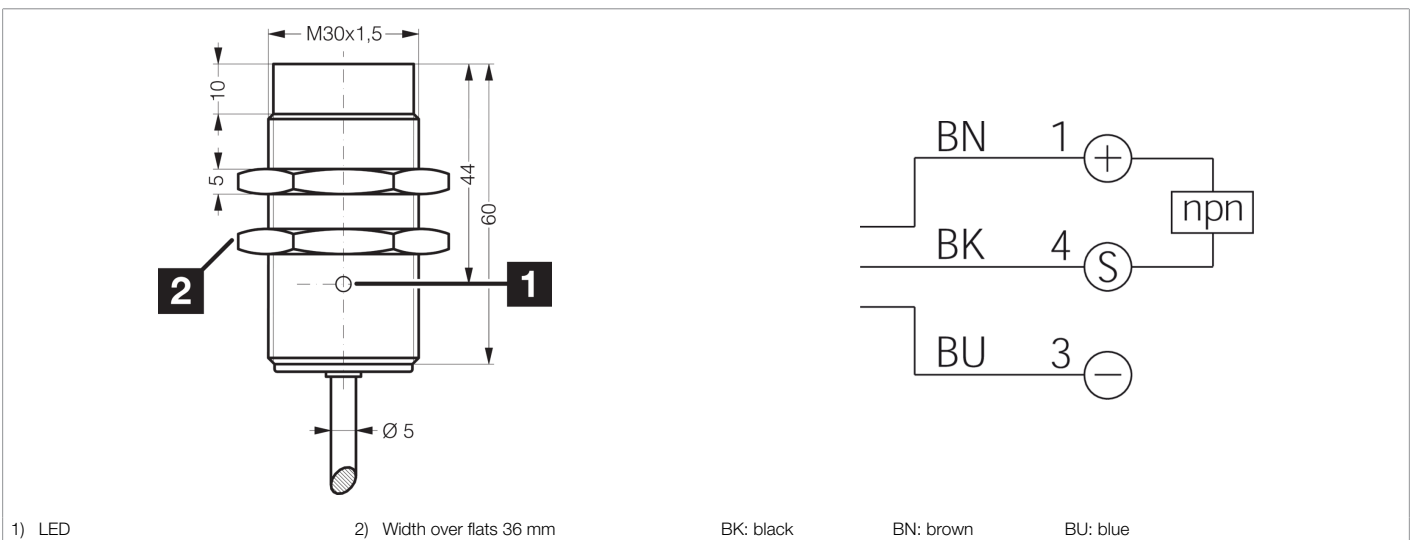 M30x1,5
10
5
44
60
2
1
Ø 5
BN 1
+
npn
BK 4 S
BU 3
−
1) LED 2) Width over flats 36 mm BK: black BN: brown BU: blue